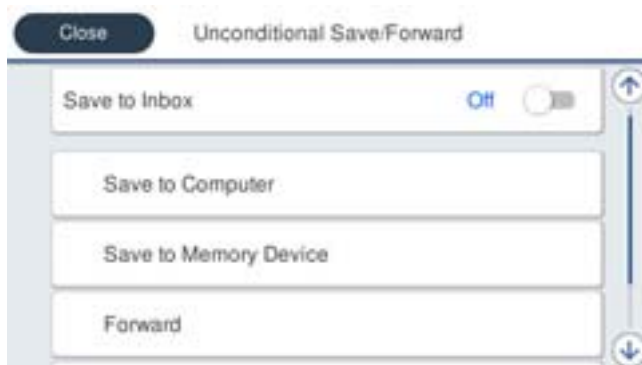 Close
Unconditional Save/Forward
Save to Inbox
Off
Save to Computer
Save to Memory Device
Forward